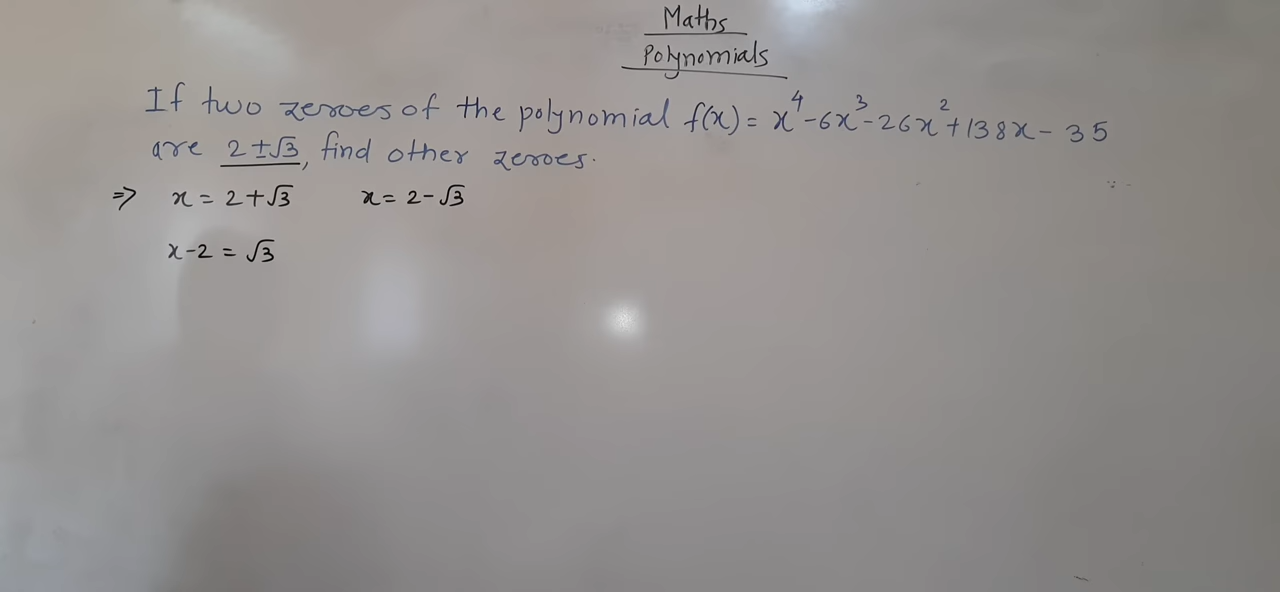 Maths
Polynomials
If two zeroes of the polynomial f(x) = x⁴-6x³-26x²+138x-35
are 2±√3, find other zeroes.
⇒ x = 2+√3 x = 2-√3
x-2 = √3